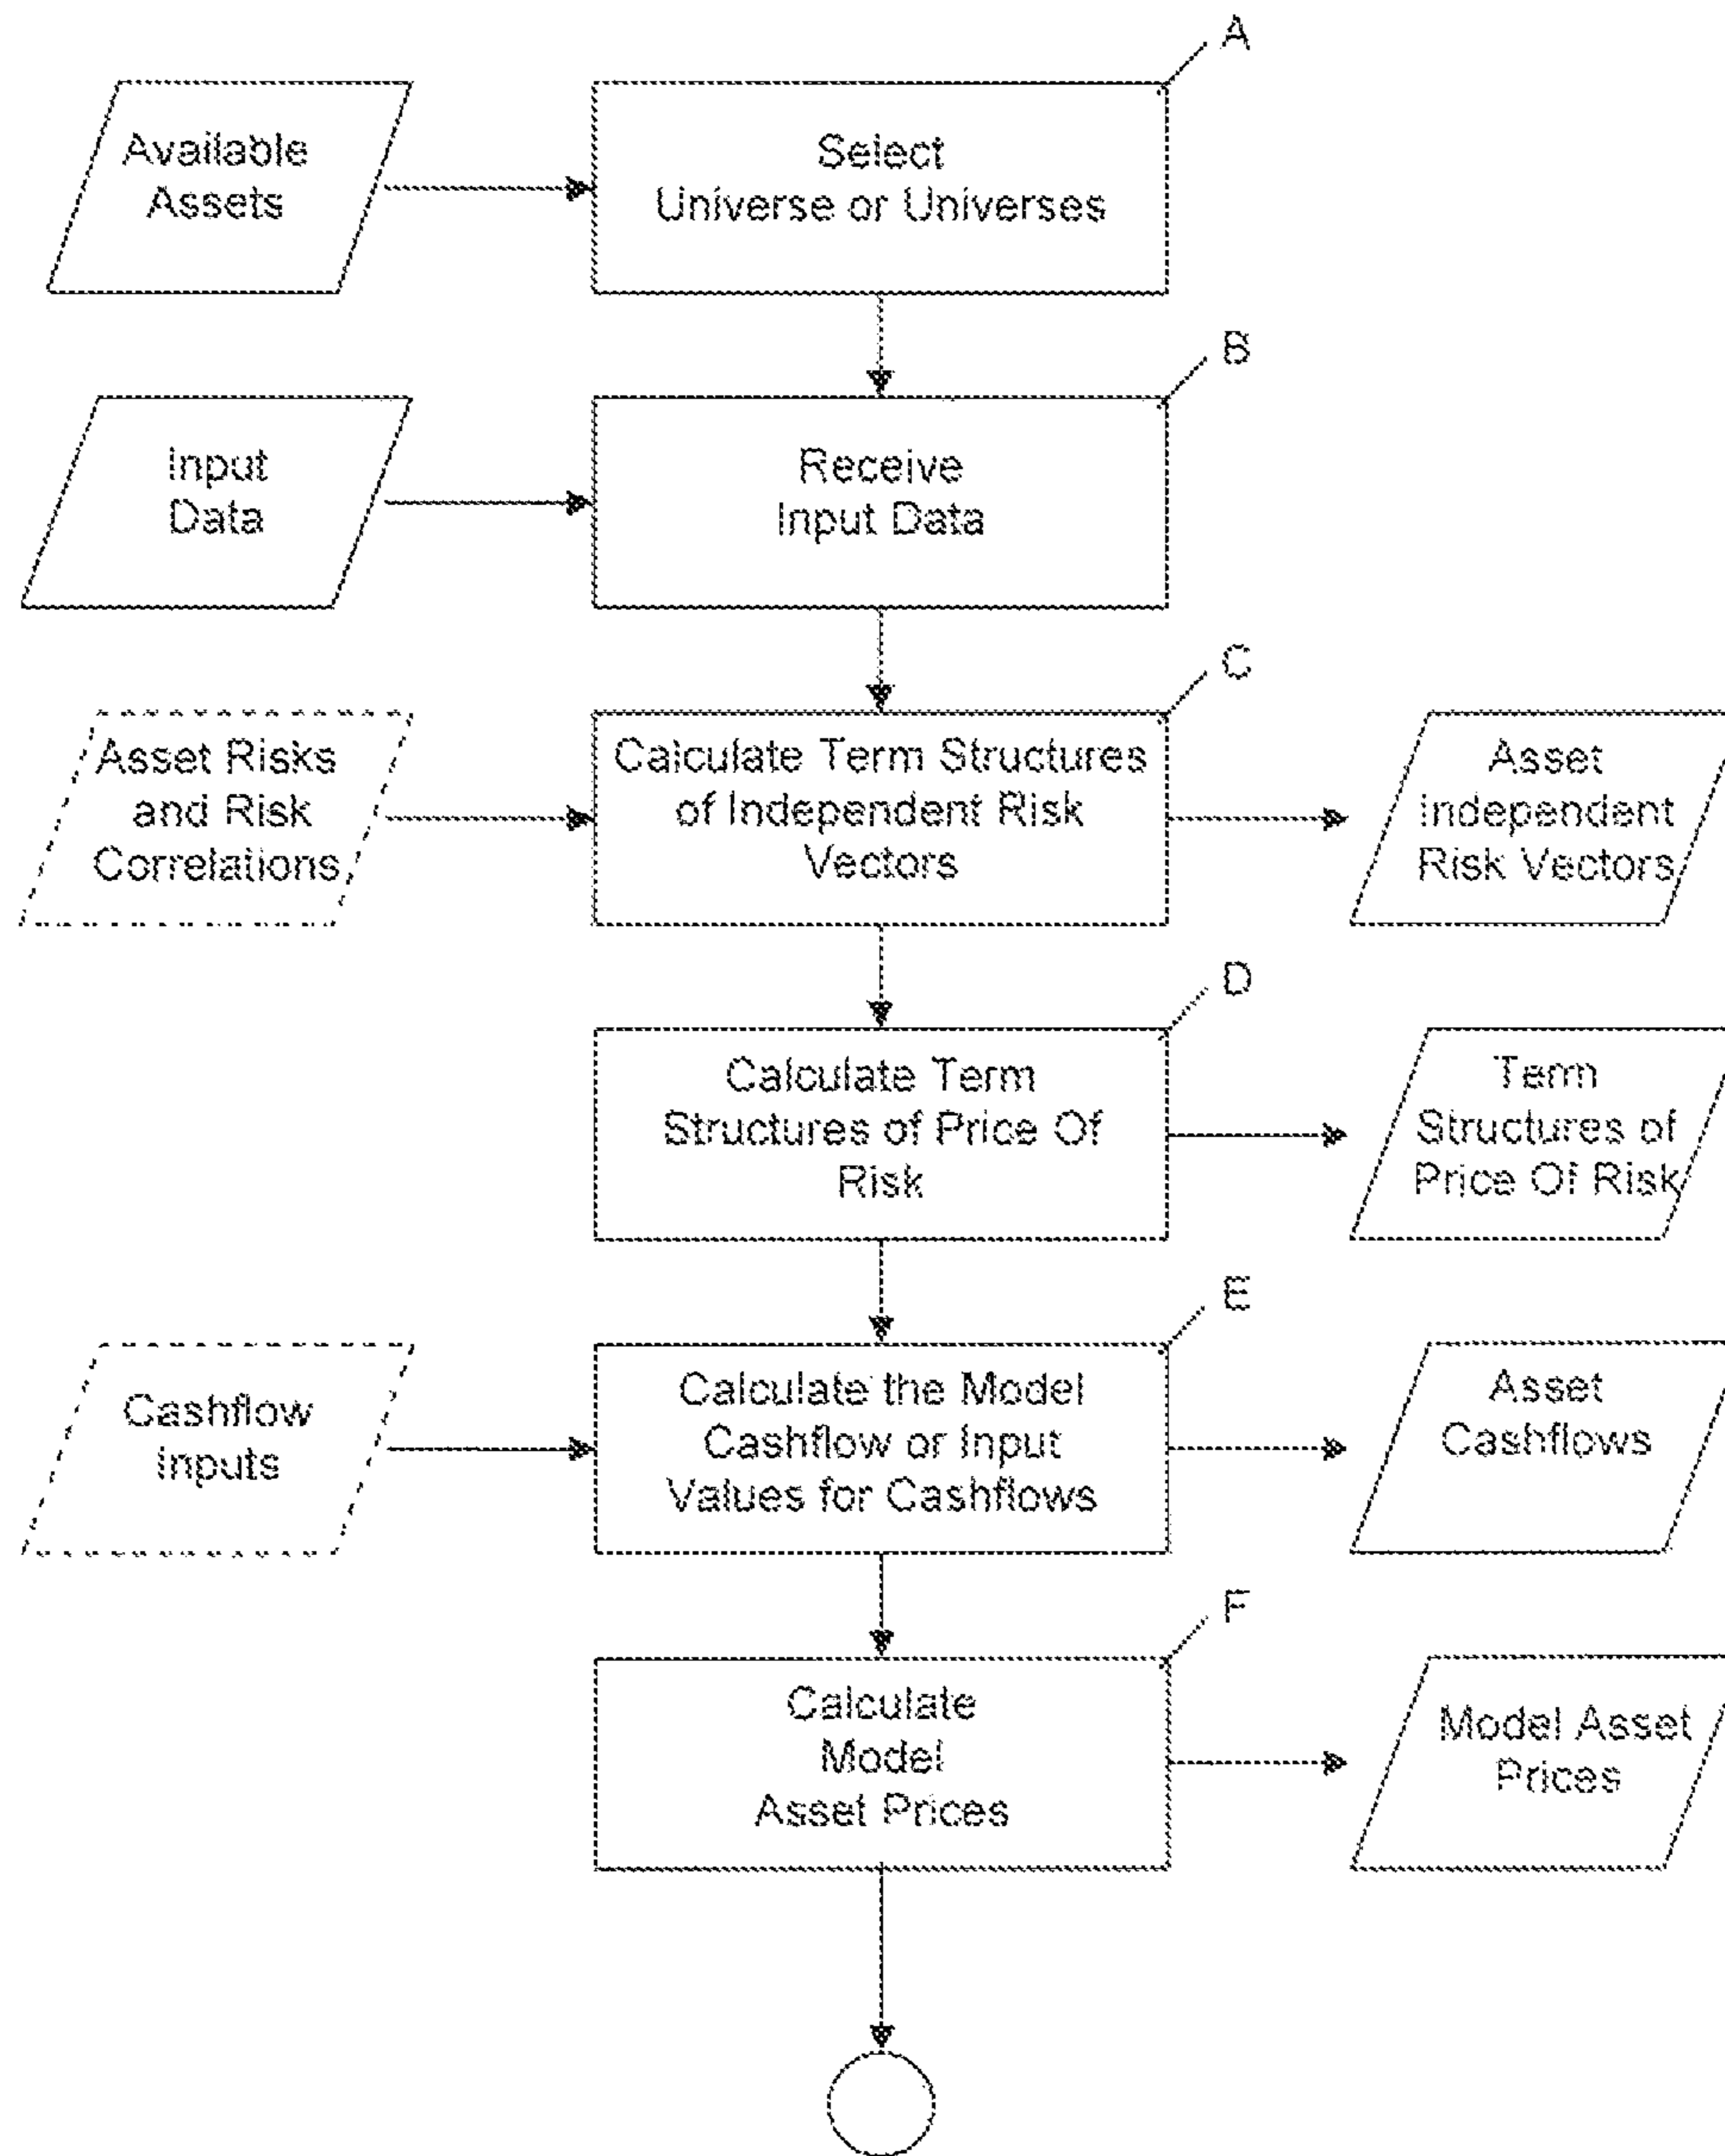 A
Available
Assets
Select
Universe or Universes
B
Input
Data
Receive
Input Data
C
Asset Risks
and Risk
Correlations
Calculate Term Structures
of Independent Risk
Vectors
Asset
Independent
Risk Vectors
D
Calculate Term
Structures of Price Of
Risk
Term
Structures of
Price Of Risk
E
Cashflow
Inputs
Calculate the Model
Cashflow or Input
Values for Cashflows
Asset
Cashflows
F
Calculate
Model
Asset Prices
Model Asset
Prices